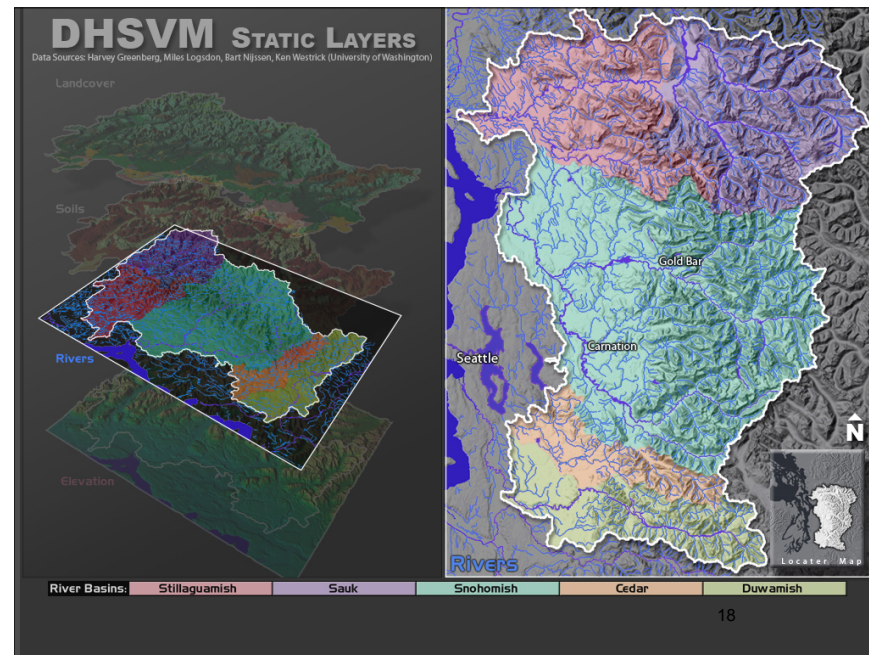 DHSVM STATIC LAYERS
Data Sources: Harvey Greenberg, Miles Logsdon, Bart Nijssen, Ken Westrick (University of Washington)
Landcover
Soils
Rivers
Elevation
Gold Bar
Carnation
Seattle
N
Locater Map
Rivers
River Basins: Stillaguamish Sauk Snohomish Cedar Duwamish
18